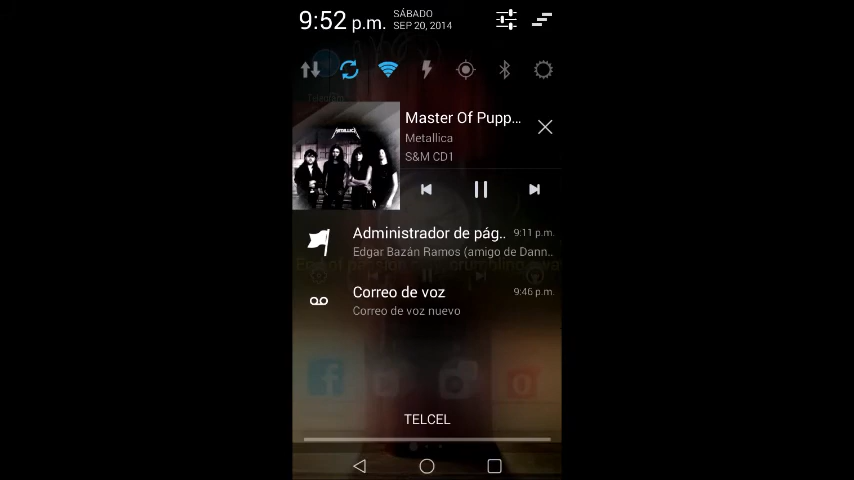 9:52 p.m.
SÁBADO
SEP 20, 2014
METALLICA
Master Of Pupp...
Metallica
S&M CD1
Administrador de pág..
9:11 p.m.
Edgar Bazán Ramos (amigo de Dann..
Correo de voz
9:46 p.m.
Correo de voz nuevo
TELCEL